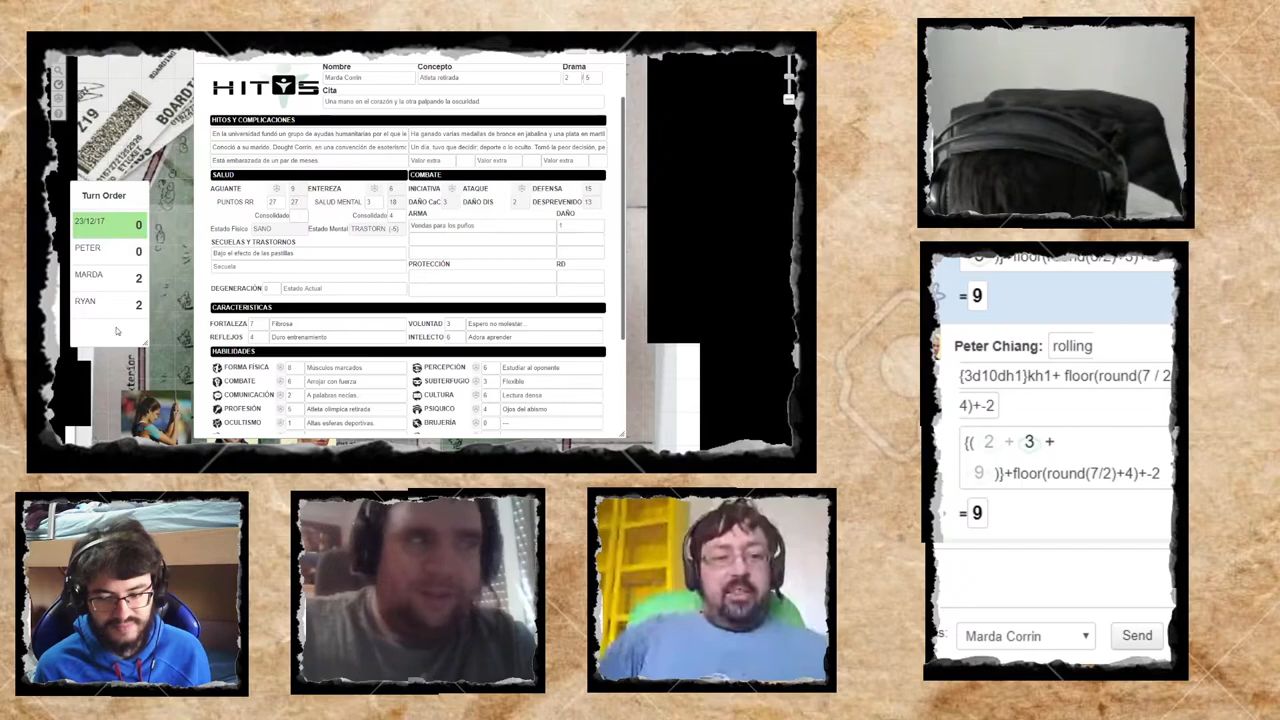 Z19
BOARD
Turn Order
23/12/17 0
PETER 0
MARDA 2
RYAN 2
HITOS
Nombre Concepto Drama
Marda Corrin Atleta retirada 2 / 5
Cita
Una mano en el corazón y la otra palpando la oscuridad.
HITOS Y COMPLICACIONES
En la universidad fundó un grupo de ayudas humanitarias por el que le Ha ganado varias medallas de bronce en jabalina y una plata en marti
Conoció a su marido, Dought Corrin, en una convención de esoterismo Un día, tuvo que decidir, deporte o lo oculto. Tomó la peor decisión, pe
Está embarazada de un par de meses. Valor extra Valor extra Valor extra
SALUD COMBATE
AGUANTE 9 ENTEREZA 6 INICIATIVA ATAQUE DEFENSA 15
PUNTOS RR 27 27 SALUD MENTAL 3 18 DAÑO CaC 3 DAÑO DIS 2 DESPREVENIDO 13
Consolidado Consolidado 4 ARMA DAÑO
Estado Físico SANO Estado Mental TRASTORN (-5) Vendas para los puños 1
SECUELAS Y TRASTORNOS
Bajo el efecto de las pastillas
Secuela PROTECCIÓN RD
DEGENERACIÓN 0 Estado Actual
CARACTERISTICAS
FORTALEZA 7 Fibrosa VOLUNTAD 3 Espero no molestar...
REFLEJOS 4 Duro entrenamiento INTELECTO 6 Adora aprender
HABILIDADES
FORMA FÍSICA 8 Músculos marcados PERCEPCIÓN 6 Estudiar al oponente
COMBATE 6 Arrojar con fuerza SUBTERFUGIO 3 Flexible
COMUNICACIÓN 2 A palabras necias. CULTURA 6 Lectura densa
PROFESIÓN 5 Atleta olímpica retirada PSIQUICO 4 Ojos del abismo
OCULTISMO 1 Altas esferas deportivas. BRUJERÍA 0 ---
= 9
Peter Chiang: rolling
{3d10dh1}kh1+ floor(round(7 / 2
4)+-2
{( 2 + 3 +
9 )}+floor(round(7/2)+4)+-2
= 9
s: Marda Corrin Send